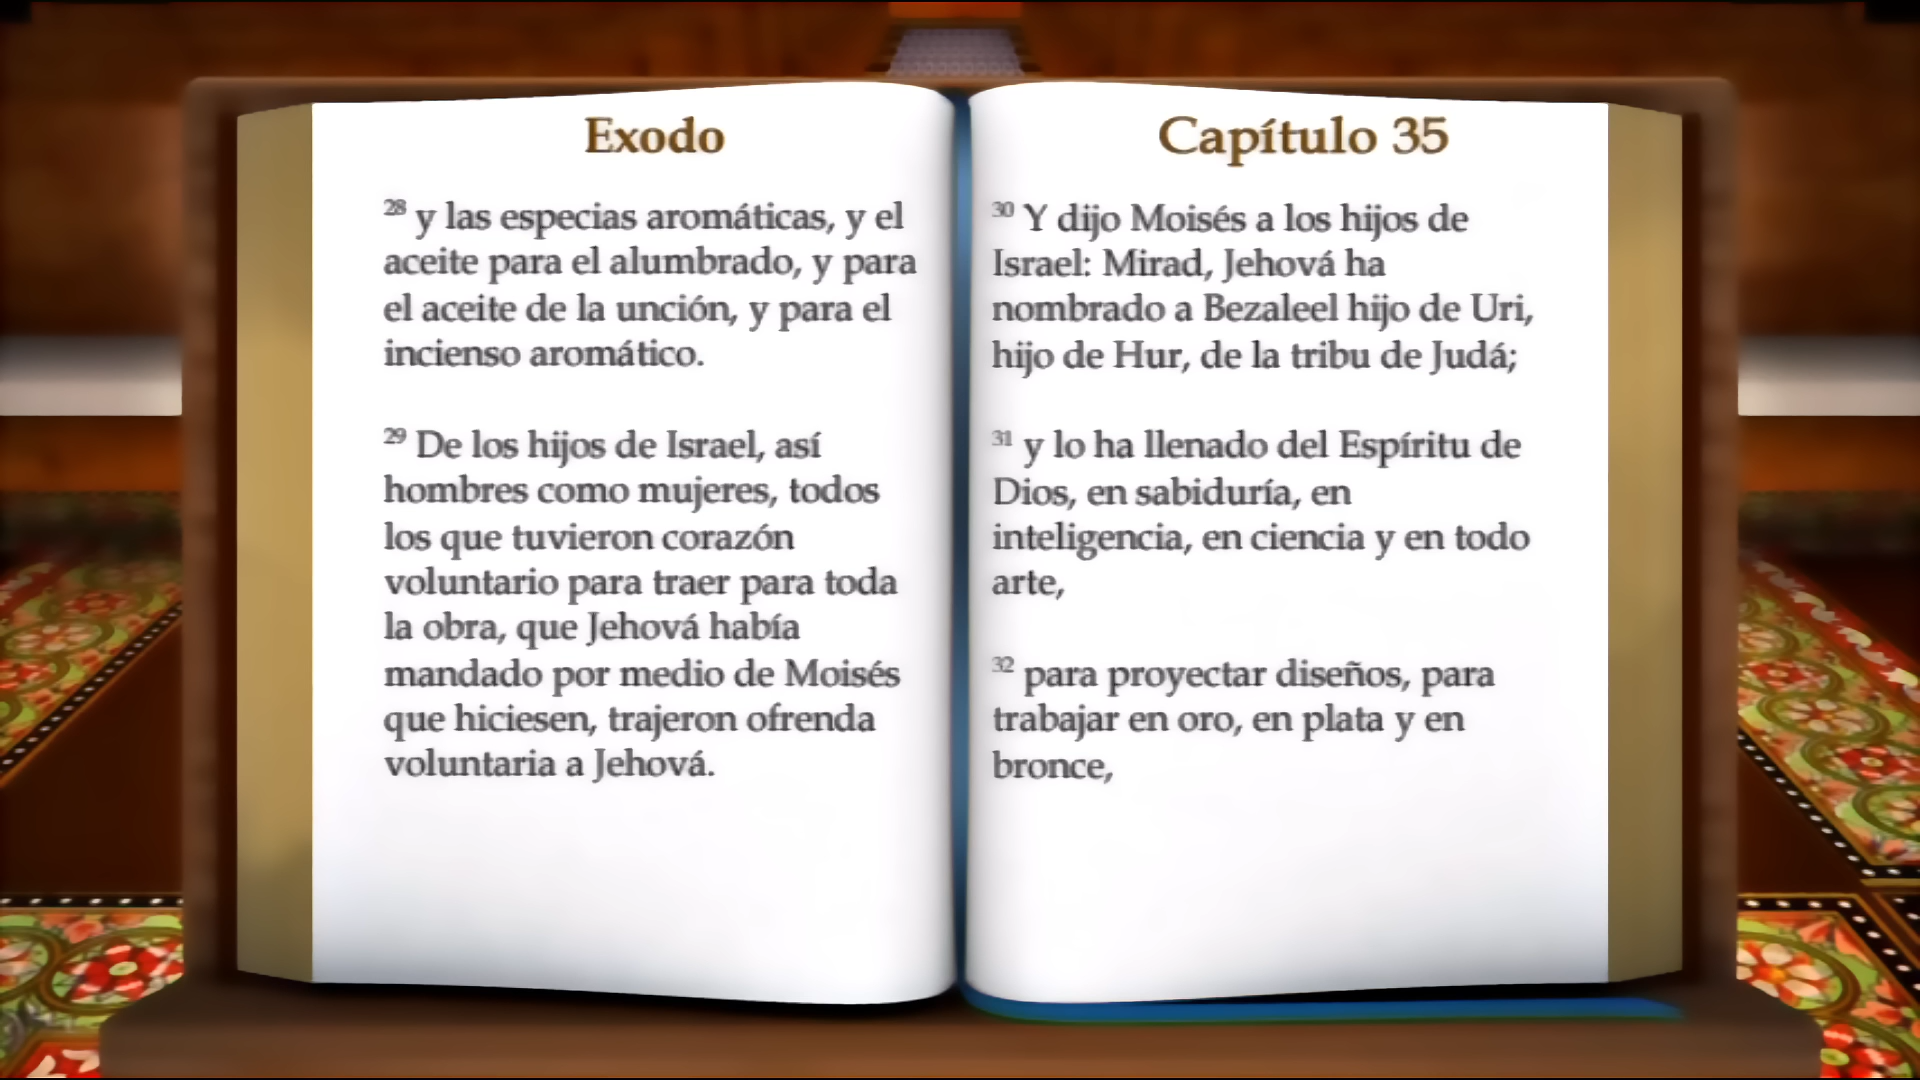 Exodo
28 y las especias aromáticas, y el
aceite para el alumbrado, y para
el aceite de la unción, y para el
incienso aromático.
29 De los hijos de Israel, así
hombres como mujeres, todos
los que tuvieron corazón
voluntario para traer para toda
la obra, que Jehová había
mandado por medio de Moisés
que hiciesen, trajeron ofrenda
voluntaria a Jehová.
Capítulo 35
30 Y dijo Moisés a los hijos de
Israel: Mirad, Jehová ha
nombrado a Bezaleel hijo de Uri,
hijo de Hur, de la tribu de Judá;
31 y lo ha llenado del Espíritu de
Dios, en sabiduría, en
inteligencia, en ciencia y en todo
arte,
32 para proyectar diseños, para
trabajar en oro, en plata y en
bronce,